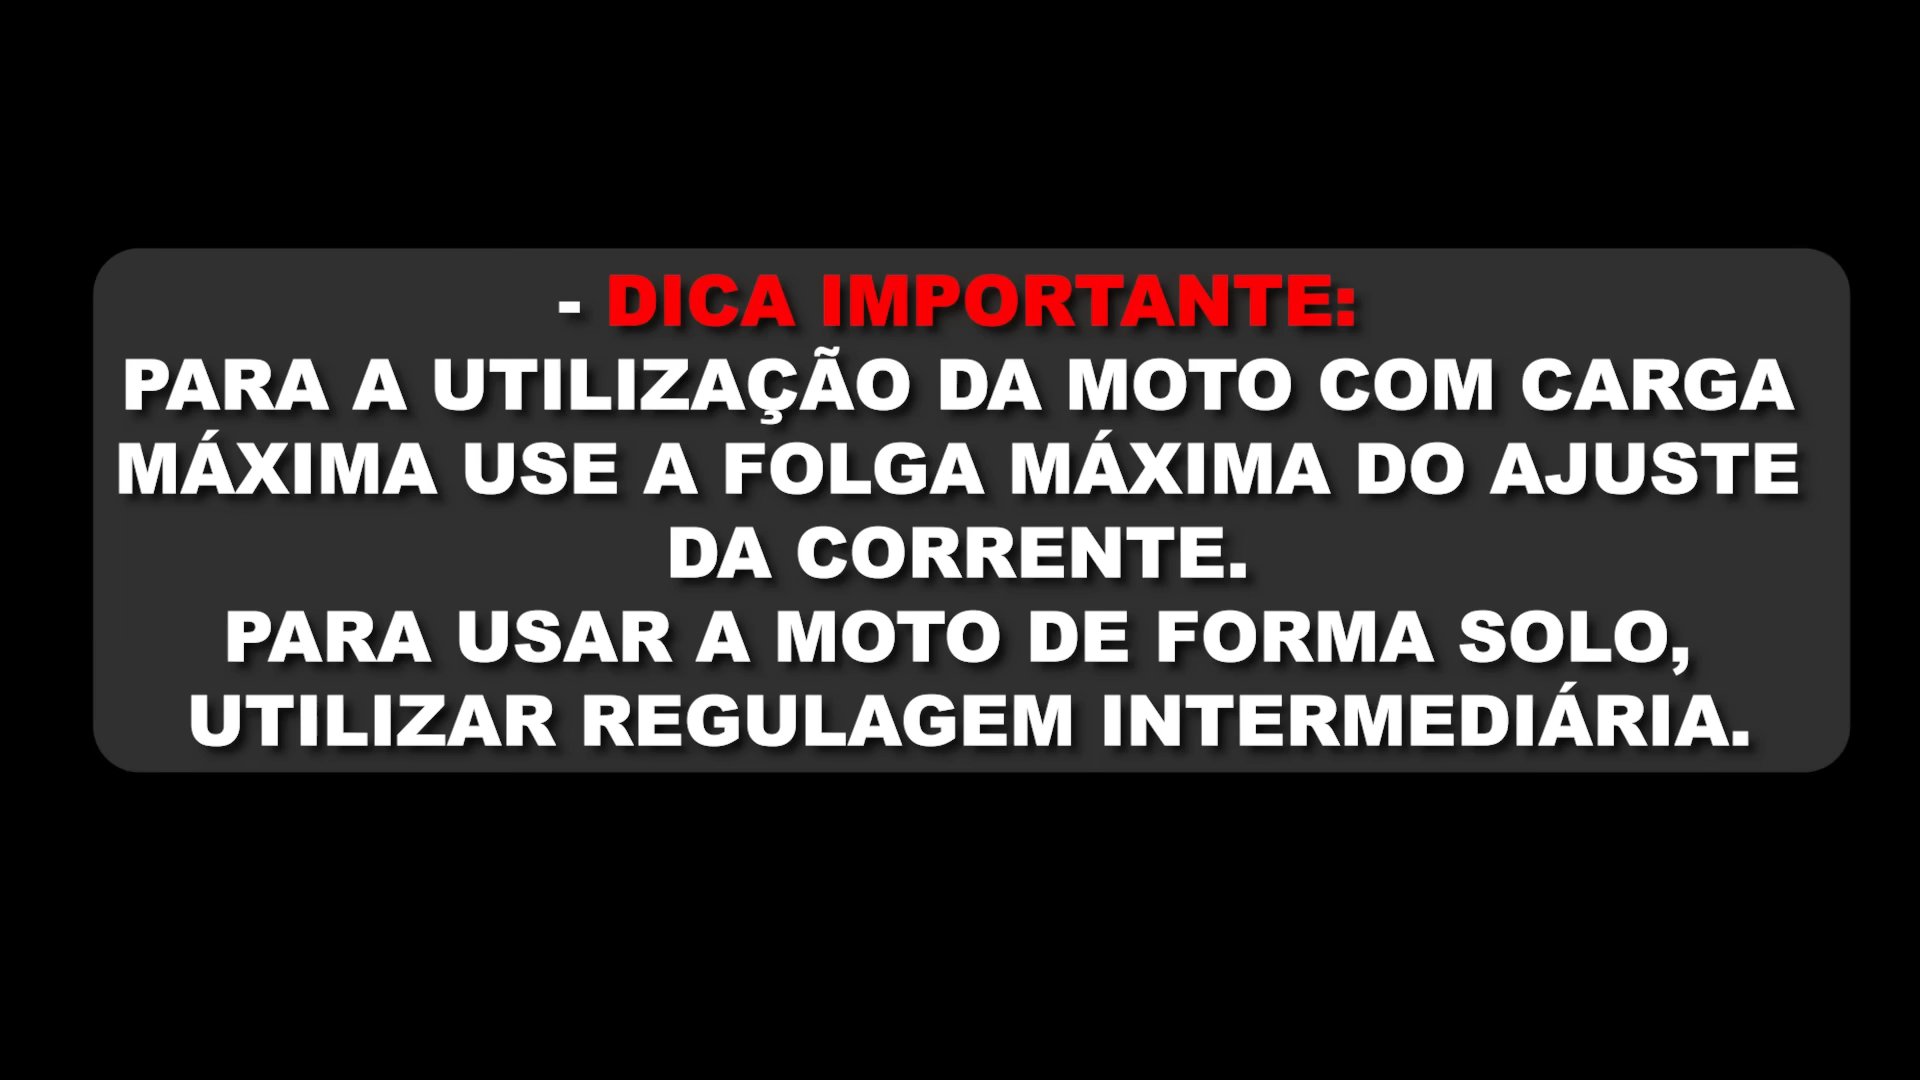 - DICA IMPORTANTE:
PARA A UTILIZAÇÃO DA MOTO COM CARGA
MÁXIMA USE A FOLGA MÁXIMA DO AJUSTE
DA CORRENTE.
PARA USAR A MOTO DE FORMA SOLO,
UTILIZAR REGULAGEM INTERMEDIÁRIA.